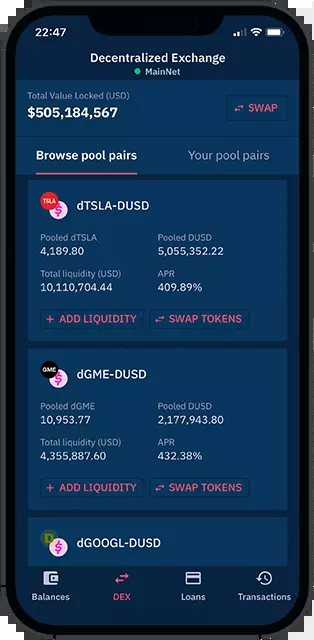 22:47
Decentralized Exchange
MainNet
Total Value Locked (USD)
$505,184,567
SWAP
Browse pool pairs
Your pool pairs
TSLA
dTSLA-DUSD
Pooled dTSLA
Pooled DUSD
4,189.80
5,055,352.22
Total liquidity (USD)
APR
10,110,704.44
409.89%
+ ADD LIQUIDITY
SWAP TOKENS
GME
dGME-DUSD
Pooled dGME
Pooled DUSD
10,953.77
2,177,943.80
Total liquidity (USD)
APR
4,355,887.60
432.38%
+ ADD LIQUIDITY
SWAP TOKENS
D
dGOOGL-DUSD
Balances
DEX
Loans
Transactions